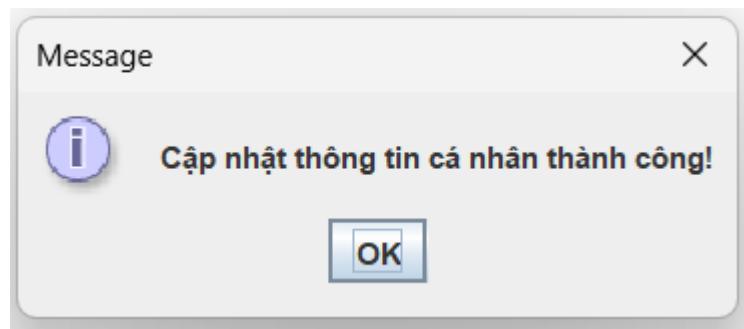 Message
Cập nhật thông tin cá nhân thành công!
OK